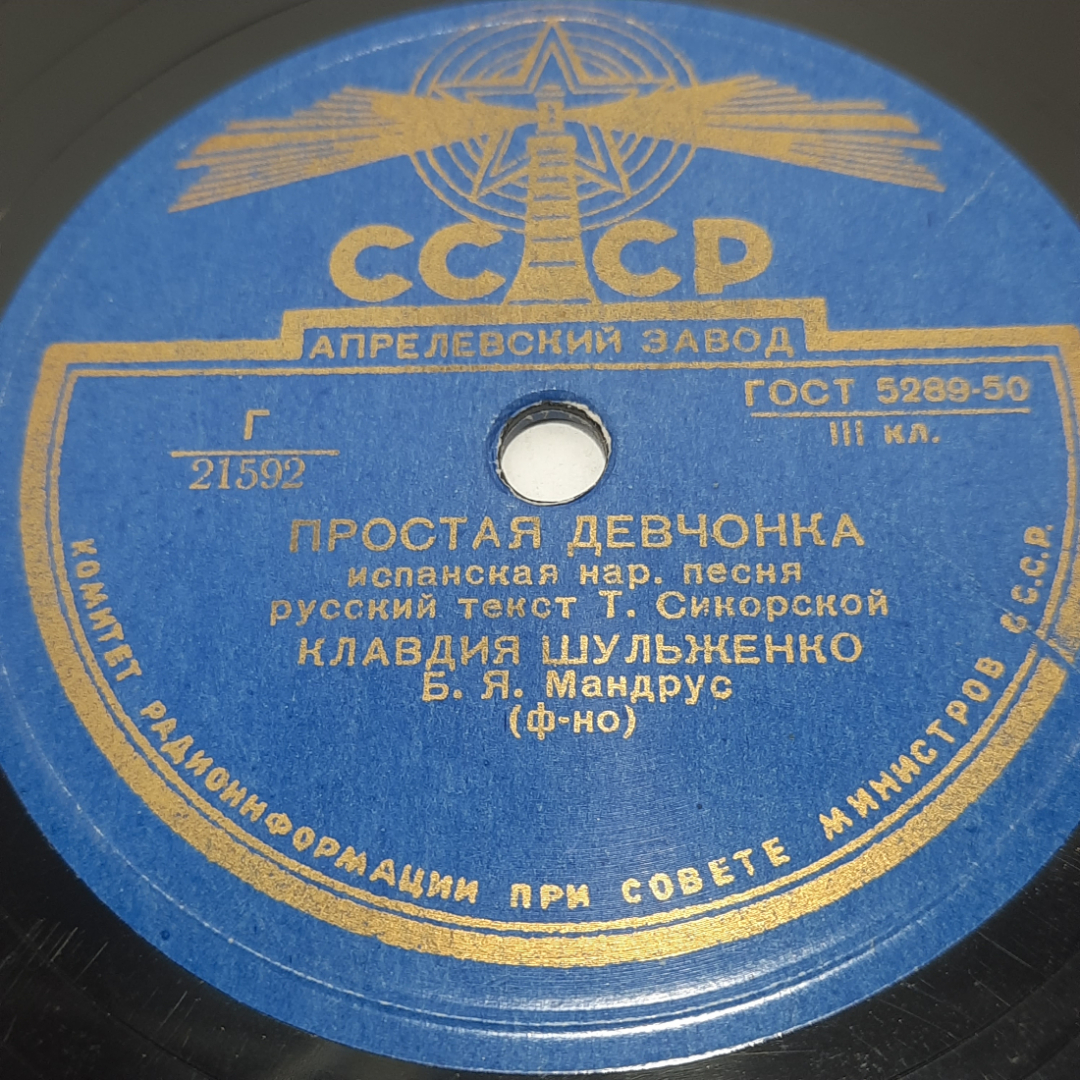 СССР
АПРЕЛЕВСКИЙ ЗАВОД
ГОСТ 5289-50
III кл.
Г
21592
ПРОСТАЯ ДЕВЧОНКА
испанская нар. песня
русский текст Т. Сикорской
КЛАВДИЯ ШУЛЬЖЕНКО
Б. Я. Мандрус
(ф-но)
КОМИТЕТ РАДИОИНФОРМАЦИИ ПРИ СОВЕТЕ МИНИСТРОВ С.С.С.Р.